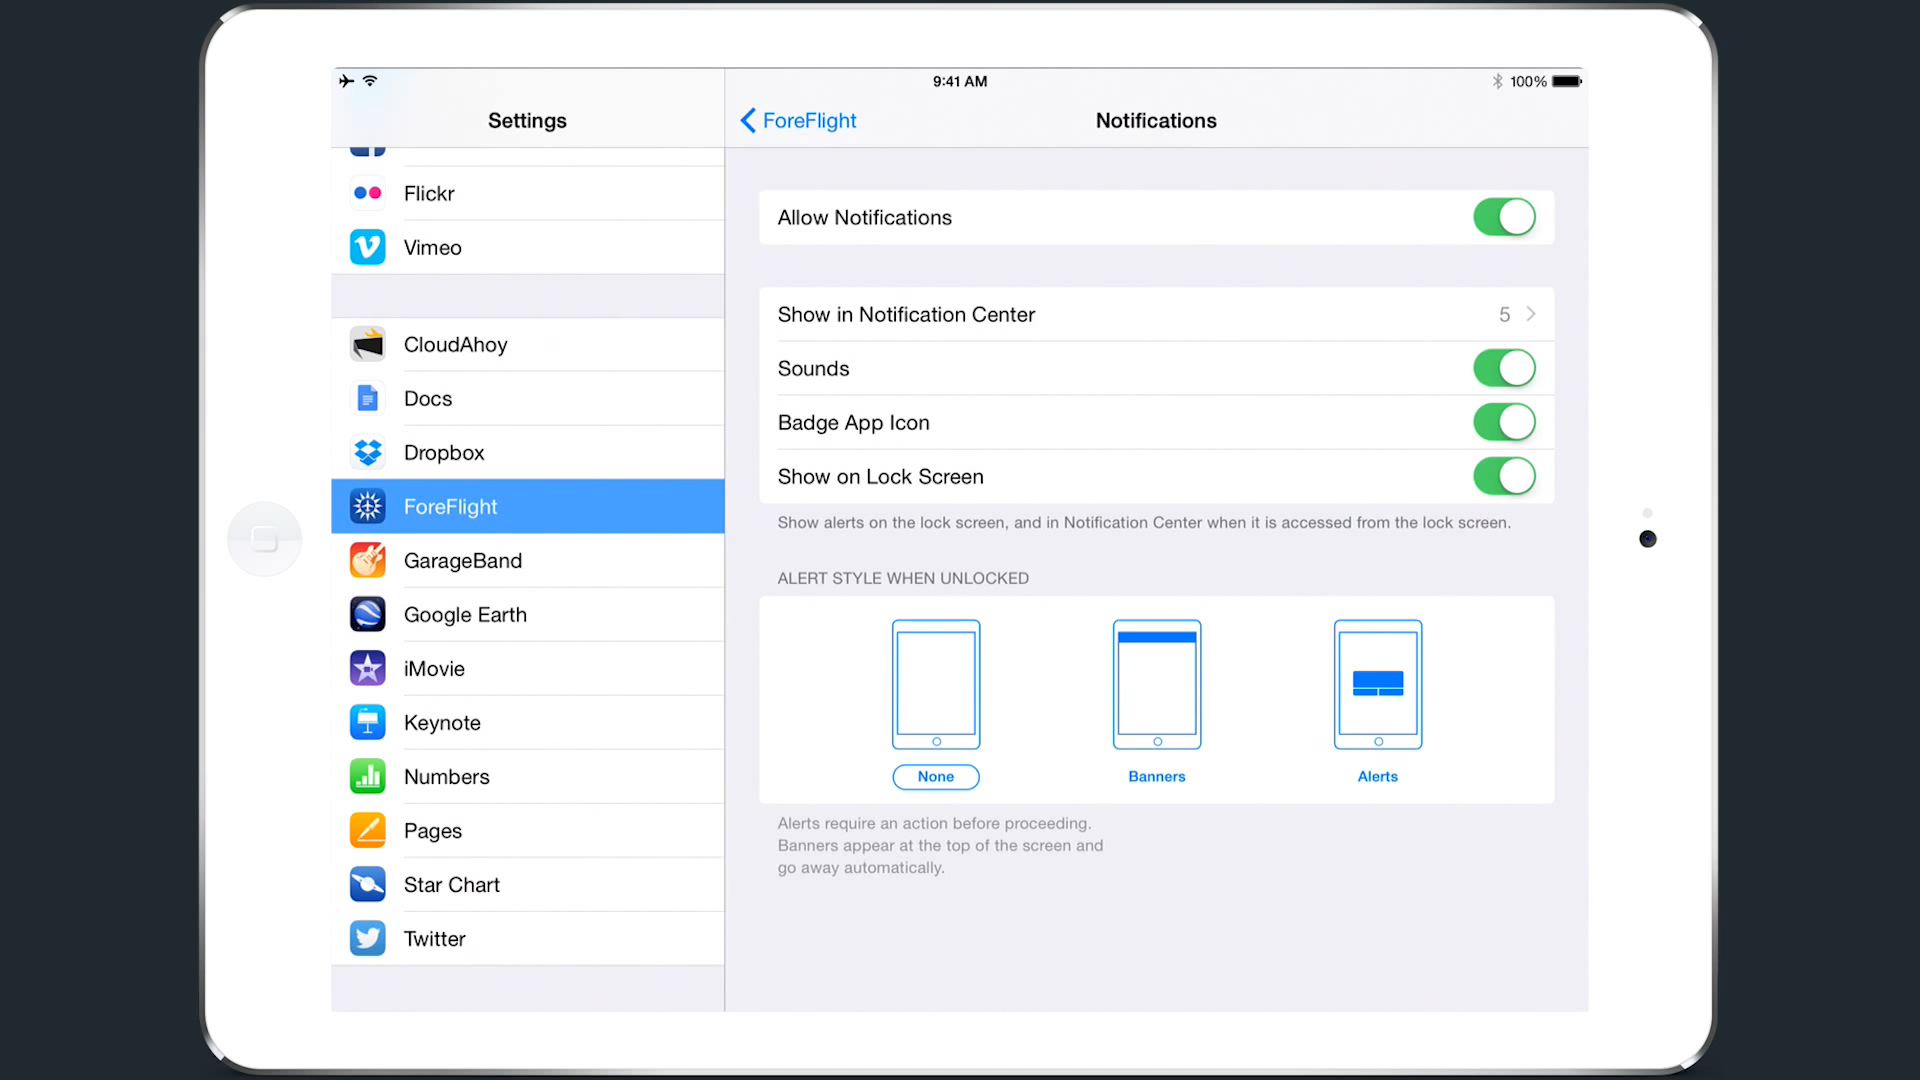 9:41 AM
100%
Settings
ForeFlight
Notifications
Flickr
Vimeo
CloudAhoy
Docs
Dropbox
ForeFlight
GarageBand
Google Earth
iMovie
Keynote
Numbers
Pages
Star Chart
Twitter
Allow Notifications
Show in Notification Center 5
Sounds
Badge App Icon
Show on Lock Screen
Show alerts on the lock screen, and in Notification Center when it is accessed from the lock screen.
ALERT STYLE WHEN UNLOCKED
None Banners Alerts
Alerts require an action before proceeding.
Banners appear at the top of the screen and
go away automatically.